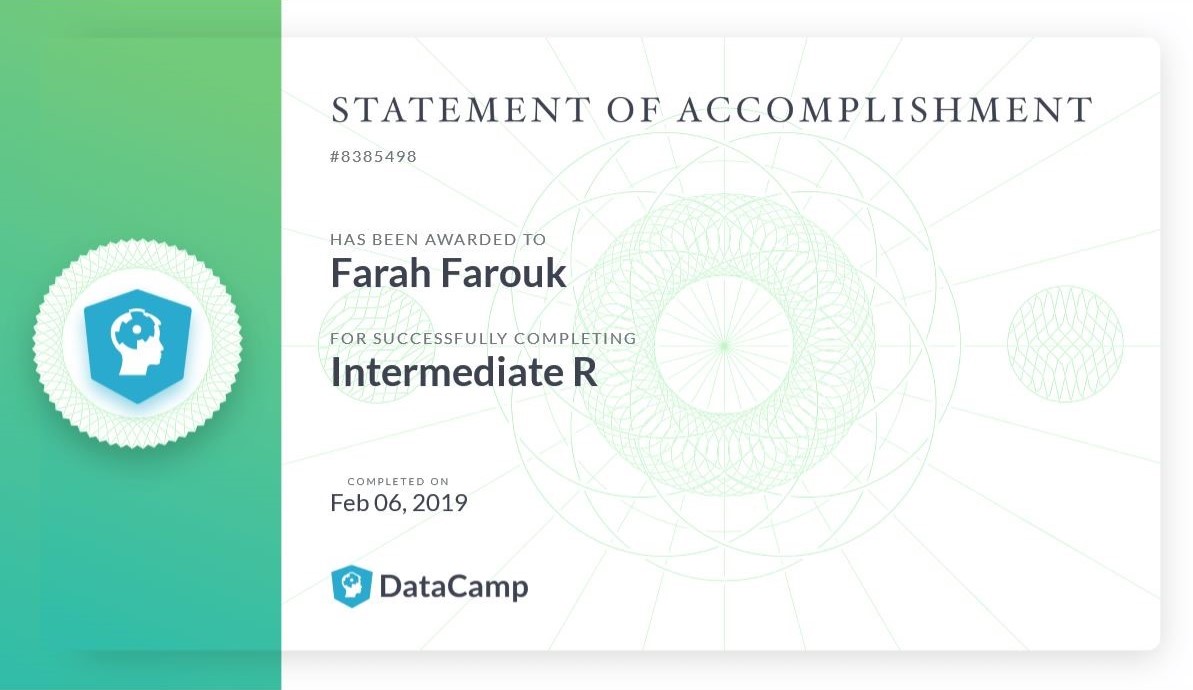 STATEMENT OF ACCOMPLISHMENT
#8385498
HAS BEEN AWARDED TO
Farah Farouk
FOR SUCCESSFULLY COMPLETING
Intermediate R
COMPLETED ON
Feb 06, 2019
DataCamp